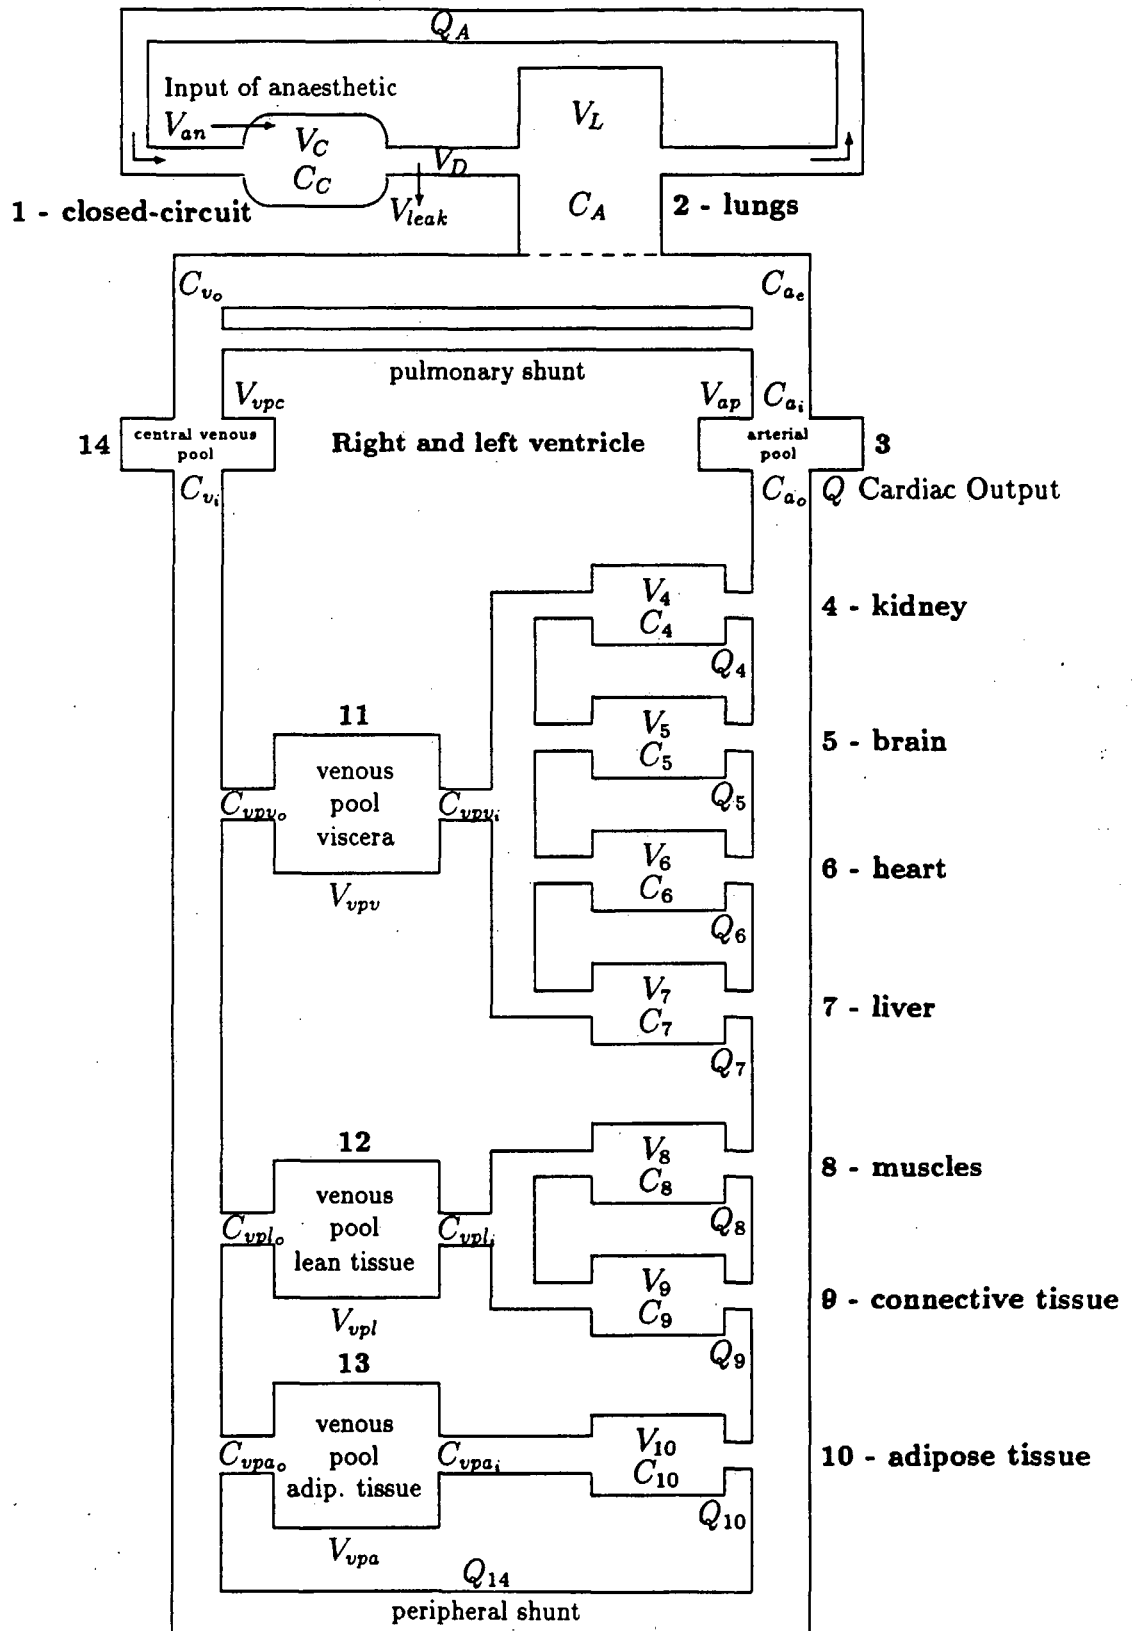 Q_A
Input of anaesthetic
V_an
V_C
C_C
V_D
V_leak
V_L
C_A
1 - closed-circuit
2 - lungs
C_vo
C_ae
pulmonary shunt
V_vpc
V_ap
C_ai
14
central venous
pool
Right and left ventricle
arterial
pool
3
C_vi
C_ao
Q Cardiac Output
V_4
C_4
4 - kidney
Q_4
11
V_5
C_5
5 - brain
Q_5
venous
pool
viscera
C_vpvo
C_vpvi
V_vpv
V_6
C_6
6 - heart
Q_6
V_7
C_7
7 - liver
Q_7
12
V_8
C_8
8 - muscles
Q_8
venous
pool
lean tissue
C_vplo
C_vpli
V_vpl
V_9
C_9
9 - connective tissue
Q_9
13
venous
pool
adip. tissue
C_vpao
C_vpai
V_vpa
V_10
C_10
10 - adipose tissue
Q_10
Q_14
peripheral shunt